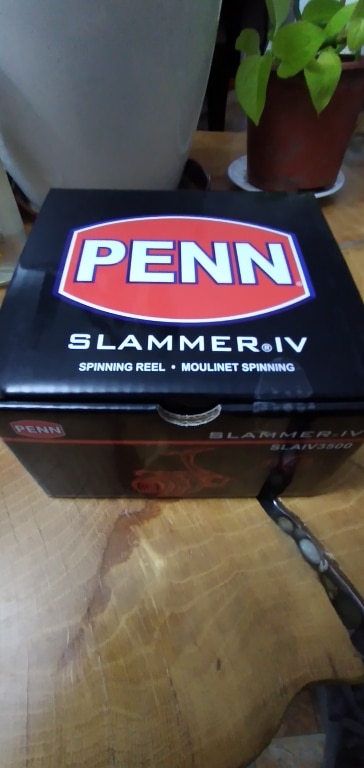 PENN®
SLAMMER®IV
SPINNING REEL • MOULINET SPINNING
PENN
SLAMMER®IV
SLAIV3500